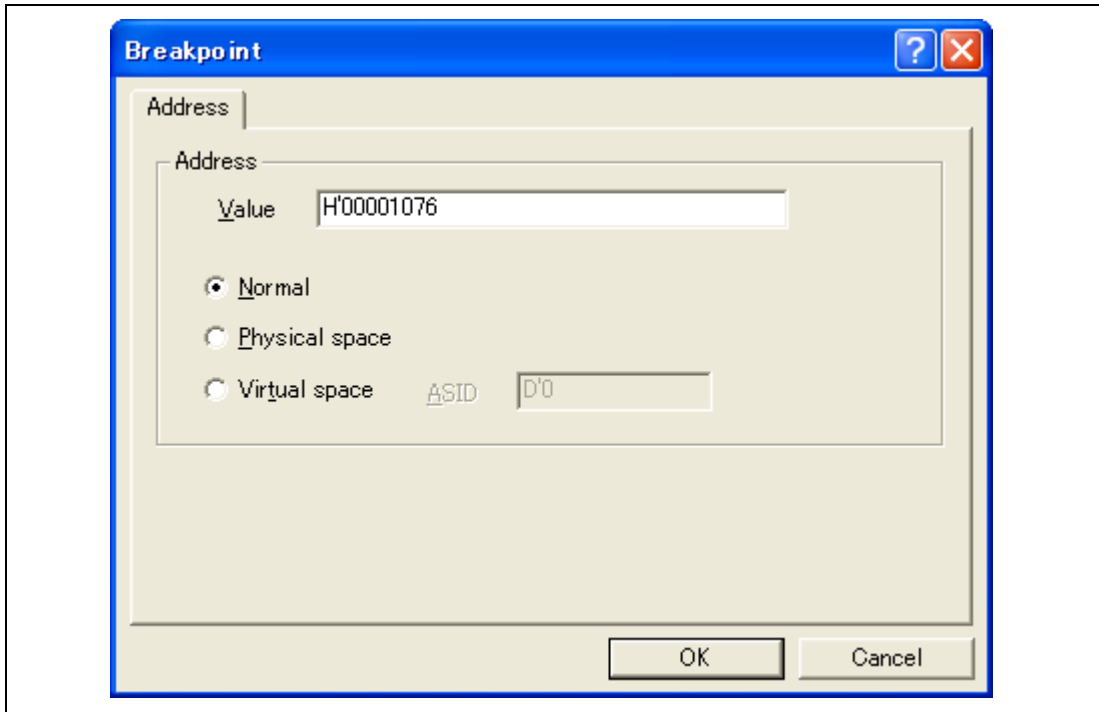 Breakpoint
Address
Address
Value H'00001076
Normal
Physical space
Virtual space ASID D'0
OK Cancel